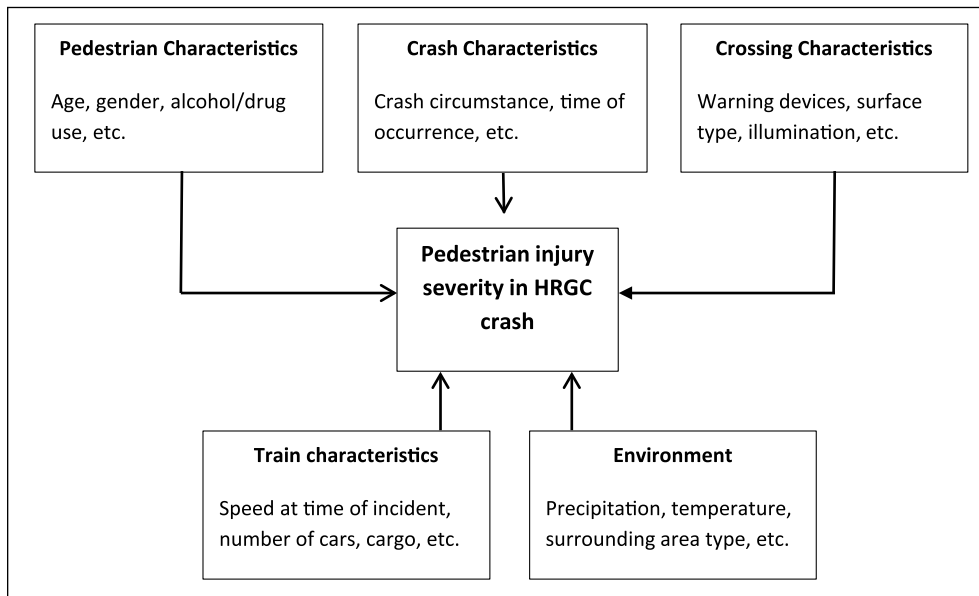 Pedestrian Characteristics
Age, gender, alcohol/drug
use, etc.
Crash Characteristics
Crash circumstance, time of
occurrence, etc.
Crossing Characteristics
Warning devices, surface
type, illumination, etc.
Pedestrian injury
severity in HRGC
crash
Train characteristics
Speed at time of incident,
number of cars, cargo, etc.
Environment
Precipitation, temperature,
surrounding area type, etc.